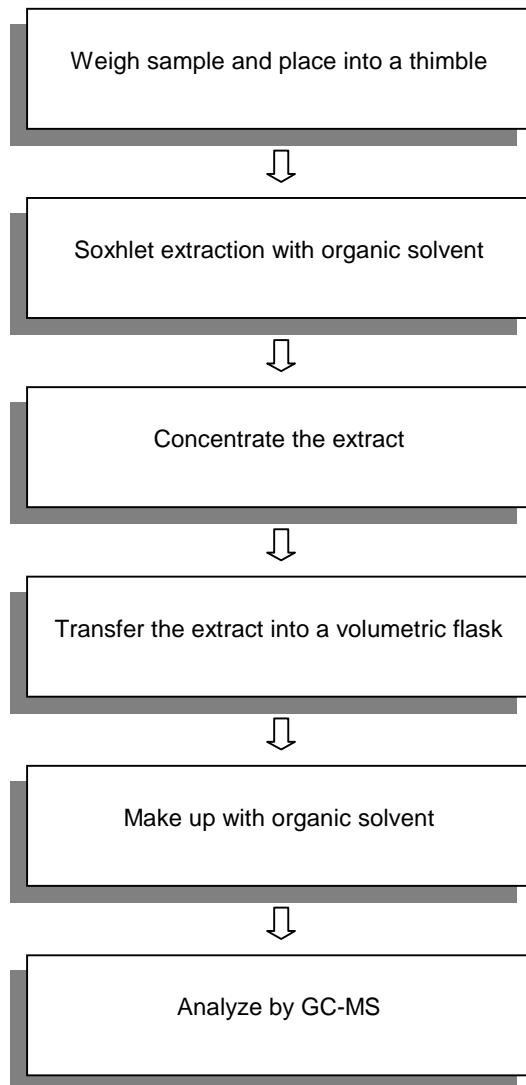 Weigh sample and place into a thimble
Soxhlet extraction with organic solvent
Concentrate the extract
Transfer the extract into a volumetric flask
Make up with organic solvent
Analyze by GC-MS